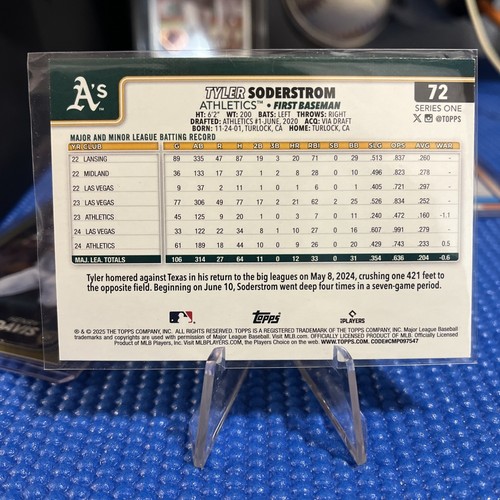 A's
TYLER SODERSTROM
ATHLETICS™ • FIRST BASEMAN
HT: 6'2" WT: 200 BATS: LEFT THROWS: RIGHT
DRAFTED: ATHLETICS #1-JUNE, 2020 ACQ: VIA DRAFT
BORN: 11-24-01, TURLOCK, CA HOME: TURLOCK, CA
72
SERIES ONE
@TOPPS
MAJOR AND MINOR LEAGUE BATTING RECORD
YR CLUB G AB R H 2B 3B HR RBI SB BB SLG OPS AVG WAR
22 LANSING 89 335 47 87 19 3 20 71 0 29 .513 .837 .260 -
22 MIDLAND 36 133 17 37 1 2 8 28 0 10 .496 .823 .278 -
22 LAS VEGAS 9 37 2 11 1 0 1 6 0 1 .405 .721 .297 -
23 LAS VEGAS 77 306 49 77 17 2 21 62 2 25 .526 .834 .252 -
23 ATHLETICS 45 125 9 20 1 0 3 7 0 11 .240 .472 .160 -1.1
24 LAS VEGAS 33 122 22 34 8 1 10 27 0 16 .607 .991 .279 -
24 ATHLETICS 61 189 18 44 10 0 9 26 0 20 .429 .743 .233 0.5
MAJ. LEA. TOTALS 106 314 27 64 11 0 12 33 0 31 .354 .636 .204 -0.6
Tyler homered against Texas in his return to the big leagues on May 8, 2024, crushing one 421 feet to
the opposite field. Beginning on June 10, Soderstrom went deep four times in a seven-game period.
topps
PLAYERS
® & © 2025 THE TOPPS COMPANY, INC. ALL RIGHTS RESERVED. TOPPS IS A REGISTERED TRADEMARK OF THE TOPPS COMPANY, INC. Major League Baseball
trademarks and copyrights are used with permission of Major League Baseball. Visit MLB.com. OFFICIALLY LICENSED PRODUCT OF MLB. Officially Licensed
Product of MLB Players, Inc. Visit MLBPLAYERS.com, the Players Choice on the web. WWW.TOPPS.COM. CODE#CMP097547
DAVIS